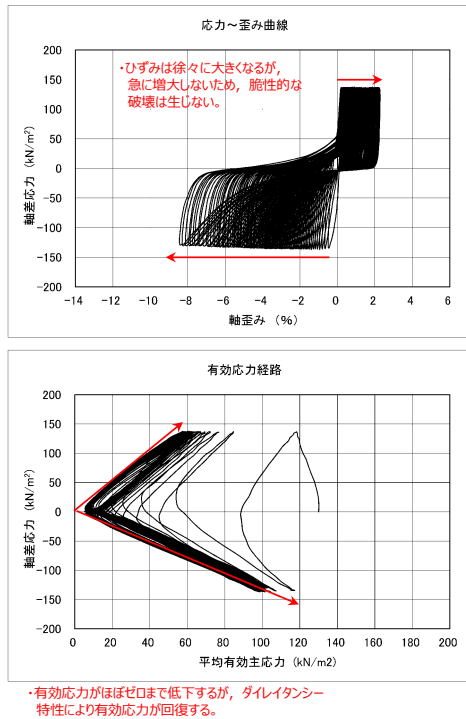 応力～歪み曲線
・ひずみは徐々に大きくなるが，
急に増大しないため，脆性的な
破壊は生じない。
軸差応力（kN/m²）
200
150
100
50
0
-50
-100
-150
-200
-14 -12 -10 -8 -6 -4 -2 0 2 4 6
軸歪み（%）
有効応力経路
軸差応力（kN/m²）
200
150
100
50
0
-50
-100
-150
-200
0 20 40 60 80 100 120 140 160 180 200
平均有効主応力（kN/m2）
・有効応力がほぼゼロまで低下するが，ダイレイタンシー
特性により有効応力が回復する。